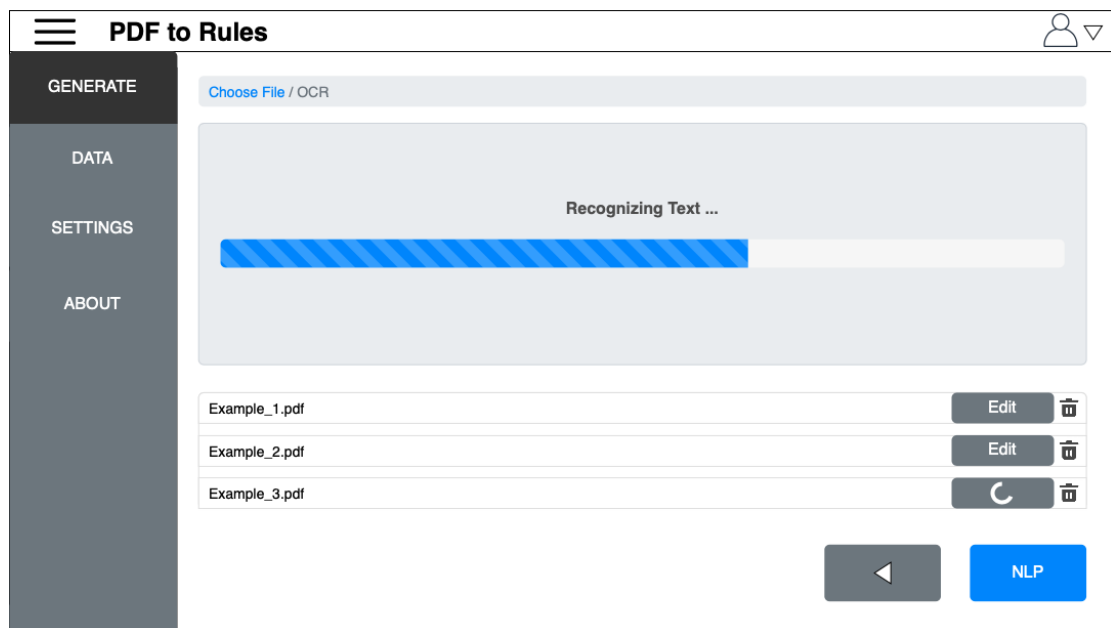 PDF to Rules
GENERATE
DATA
SETTINGS
ABOUT
Choose File / OCR
Recognizing Text ...
Example_1.pdf Edit
Example_2.pdf Edit
Example_3.pdf
NLP